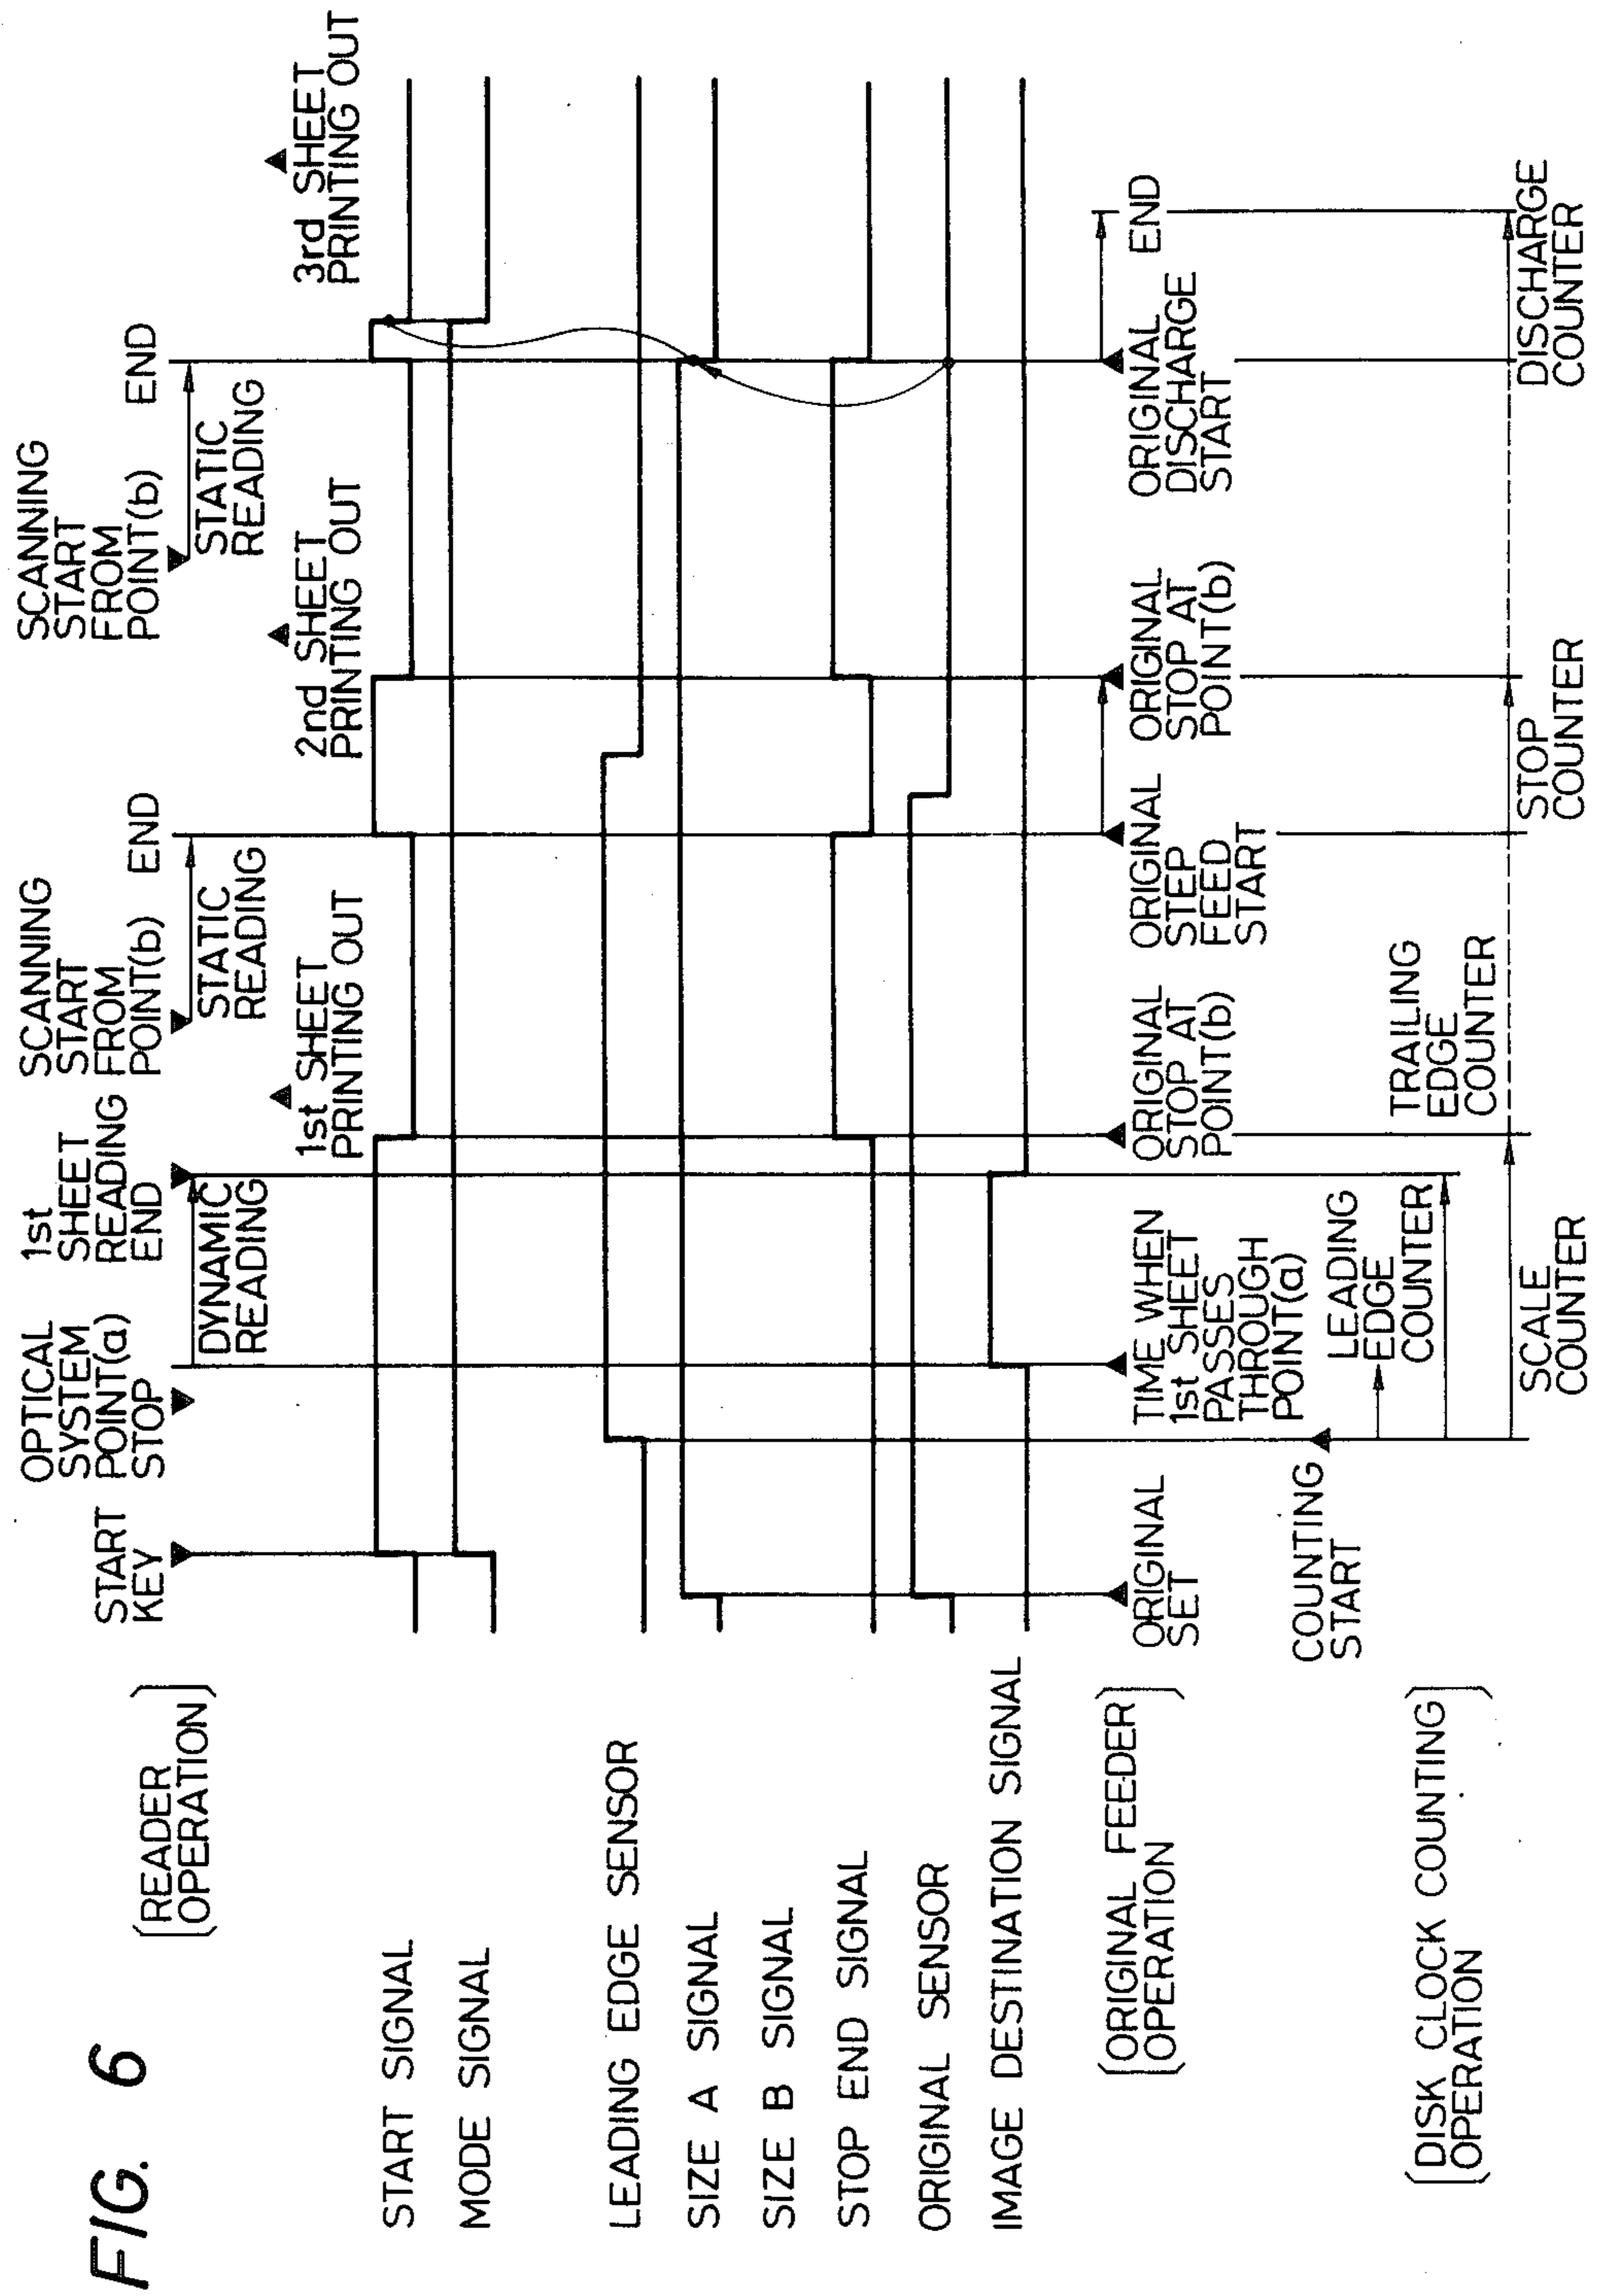 FIG. 6
(READER
OPERATION)
START
KEY
OPTICAL
SYSTEM
POINT(a)
STOP
1st
SHEET
READING
END
SCANNING
START
FROM
POINT(b)
END
SCANNING
START
FROM
POINT(b)
END
DYNAMIC
READING
STATIC
READING
STATIC
READING
1st SHEET
PRINTING OUT
2nd SHEET
PRINTING OUT
3rd SHEET
PRINTING OUT
START SIGNAL
MODE SIGNAL
LEADING EDGE SENSOR
SIZE A SIGNAL
SIZE B SIGNAL
STOP END SIGNAL
ORIGINAL SENSOR
IMAGE DESTINATION SIGNAL
(ORIGINAL FEEDER
OPERATION)
ORIGINAL
SET
TIME WHEN
1st SHEET
PASSES
THROUGH
POINT(a)
ORIGINAL
STOP AT
POINT(b)
ORIGINAL
STEP
FEED
START
ORIGINAL
STOP AT
POINT(b)
ORIGINAL
DISCHARGE
START
END
(DISK CLOCK COUNTING
OPERATION)
COUNTING
START
LEADING
EDGE
COUNTER
TRAILING
EDGE
COUNTER
SCALE
COUNTER
STOP
COUNTER
DISCHARGE
COUNTER